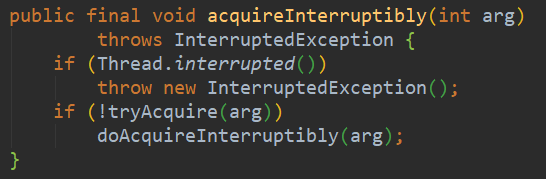 public final void acquireInterruptibly(int arg)
        throws InterruptedException {
    if (Thread.interrupted())
        throw new InterruptedException();
    if (!tryAcquire(arg))
        doAcquireInterruptibly(arg);
}